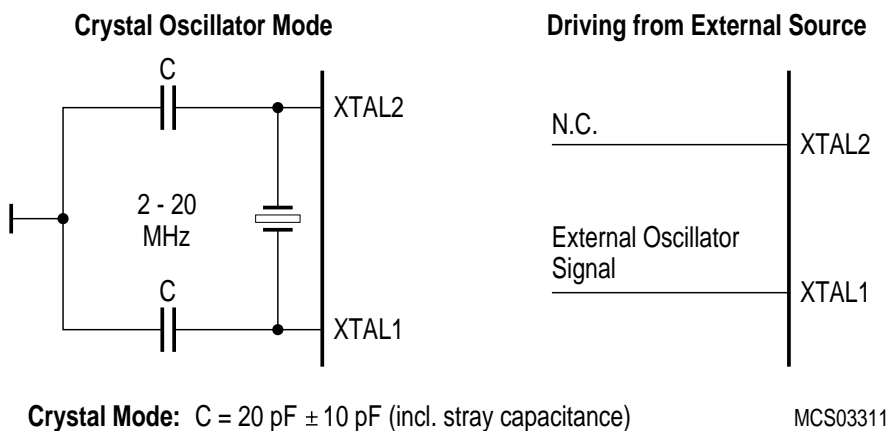 Crystal Oscillator Mode
Driving from External Source
C
XTAL2
N.C.
XTAL2
2 - 20
MHz
External Oscillator
Signal
C
XTAL1
XTAL1
Crystal Mode: C = 20 pF ± 10 pF (incl. stray capacitance)
MCS03311